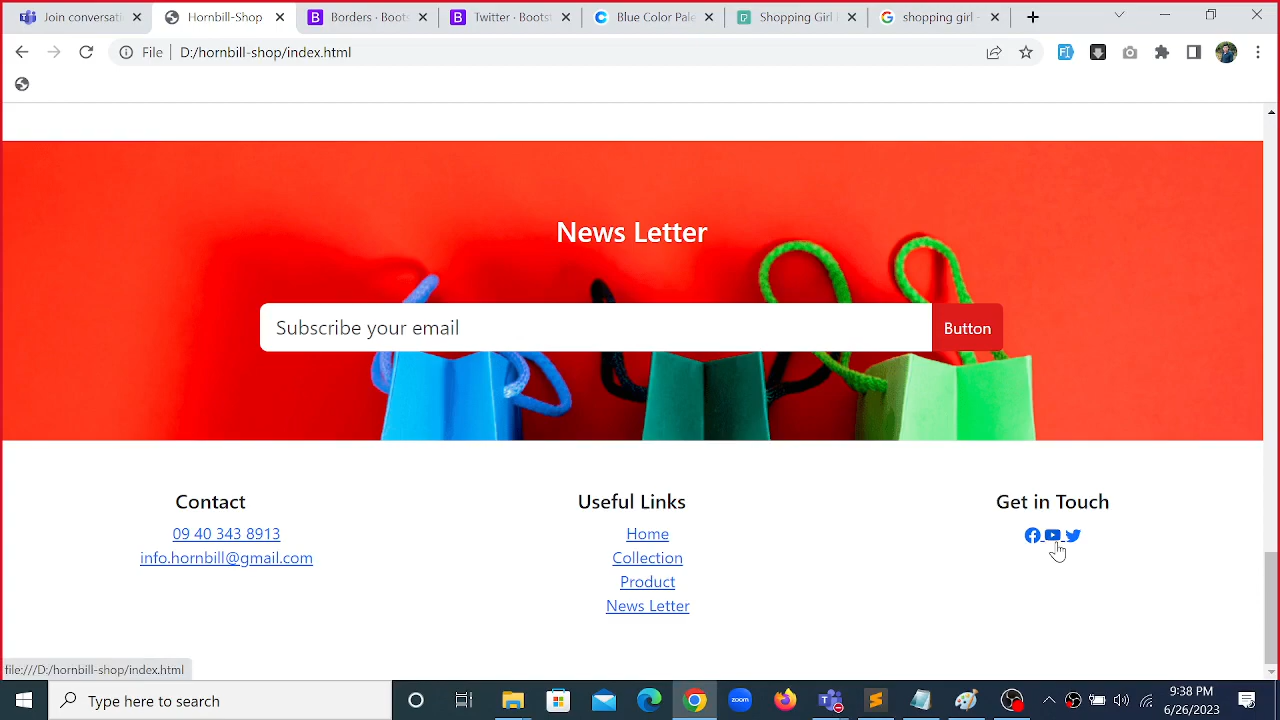 Join conversati
Hornbill-Shop
Borders · Boots
Twitter · Bootst
Blue Color Pale
Shopping Girl
shopping girl -
File
D:/hornbill-shop/index.html
News Letter
Subscribe your email
Button
Contact
Useful Links
Get in Touch
09 40 343 8913
info.hornbill@gmail.com
Home
Collection
Product
News Letter
file:///D:/hornbill-shop/index.html
Type here to search
zoom
9:38 PM
6/26/2023